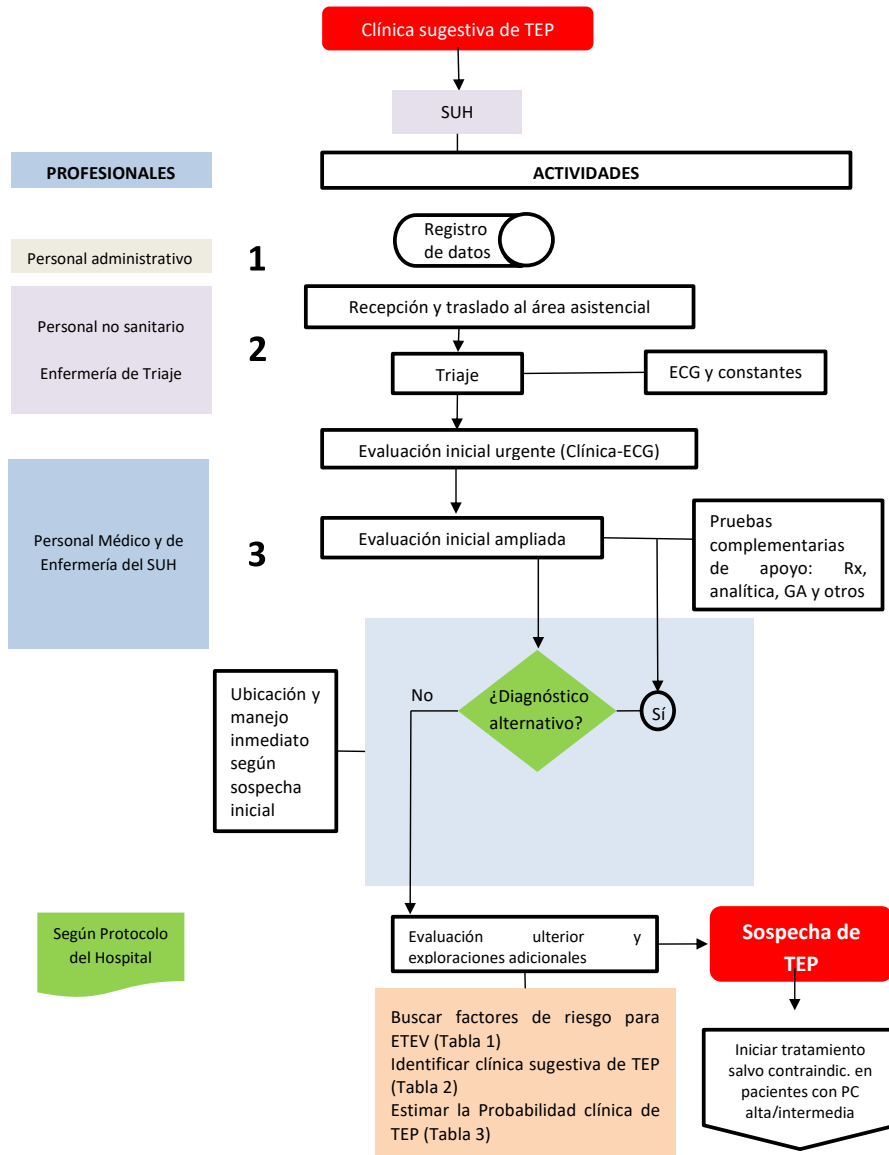 Clínica sugestiva de TEP
SUH
PROFESIONALES
ACTIVIDADES
Registro
de datos
Personal administrativo
1
Recepción y traslado al área asistencial
Personal no sanitario
Enfermería de Triaje
2
Triaje
ECG y constantes
Evaluación inicial urgente (Clínica-ECG)
Personal Médico y de
Enfermería del SUH
3
Evaluación inicial ampliada
Pruebas
complementarias
de apoyo: Rx,
analítica, GA y otros
Ubicación y
manejo
inmediato
según
sospecha
inicial
No
¿Diagnóstico
alternativo?
Sí
Según Protocolo
del Hospital
Evaluación ulterior y
exploraciones adicionales
Sospecha de
TEP
Buscar factores de riesgo para
ETEV (Tabla 1)
Identificar clínica sugestiva de TEP
(Tabla 2)
Estimar la Probabilidad clínica de
TEP (Tabla 3)
Iniciar tratamiento
salvo contraindic. en
pacientes con PC
alta/intermedia